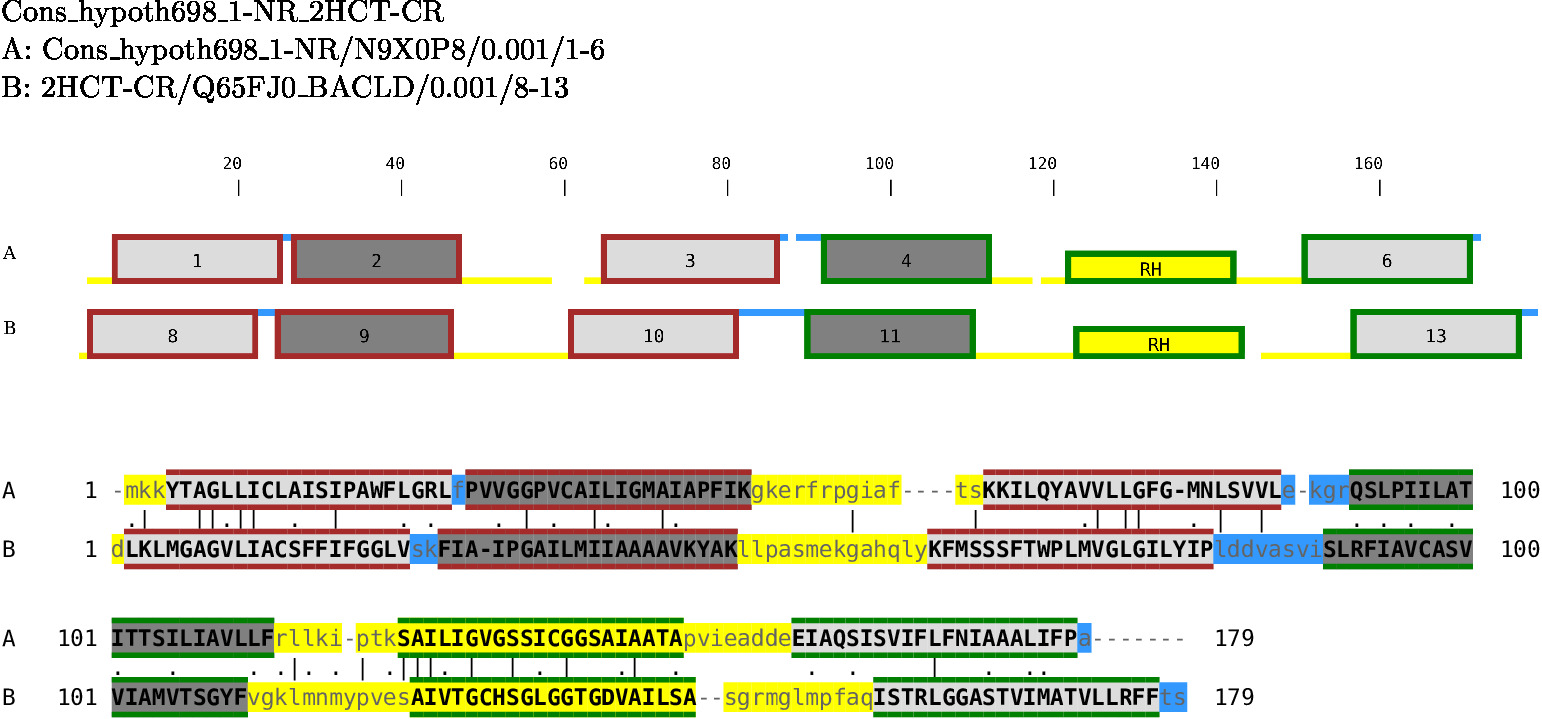 Cons_hypoth698_1-NR_2HCT-CR
A: Cons_hypoth698_1-NR/N9X0P8/0.001/1-6
B: 2HCT-CR/Q65FJ0_BACLD/0.001/8-13
20 40 60 80 100 120 140 160
A 1 2 3 4 RH 6
B 8 9 10 11 RH 13
A 1 -mkkYTAGLLICLAISIPAWFLGRLfPVVGGPVCAILIGMAIAPFIKgkerfrpgiaf----tsKKILQYAVVLLGFG-MNLSVVLe-kgrQSLPIILAT 100
B 1 dLKLMGAGVLIACSFFIFGGLVskFIA-IPGAILMIIAAAAVKYAKllpasmekgahqlyKFMSSSFTWPLMVGLGILYIPlddvasviSLRFIAVCASV 100
A 101 ITTSILIAVLLFrllki-ptkSAILIGVGSSICGGSAIAATApvieaddeEIAQSISVIFLFNIAAALIFPa------- 179
B 101 VIAMVTSGYFvgklmnmypvesAIVTGCHSGLGGTGDVAILSA--sgrmglmpfaqISTRLGGASTVIMATVLLRFFts 179